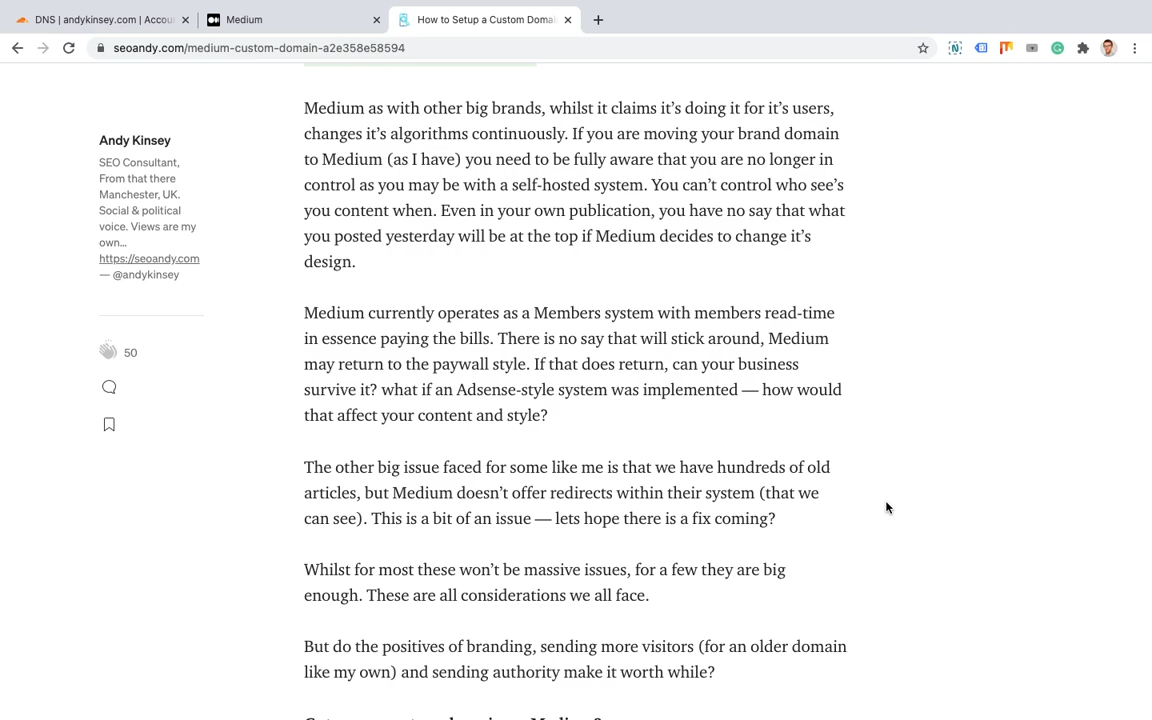 DNS | andykinsey.com | Accou
Medium
How to Setup a Custom Domai
seoandy.com/medium-custom-domain-a2e358e58594
Andy Kinsey
SEO Consultant,
From that there
Manchester, UK.
Social & political
voice. Views are my
own...
https://seoandy.com
— @andykinsey
50
Medium as with other big brands, whilst it claims it's doing it for it's users,
changes it's algorithms continuously. If you are moving your brand domain
to Medium (as I have) you need to be fully aware that you are no longer in
control as you may be with a self-hosted system. You can't control who see's
you content when. Even in your own publication, you have no say that what
you posted yesterday will be at the top if Medium decides to change it's
design.
Medium currently operates as a Members system with members read-time
in essence paying the bills. There is no say that will stick around, Medium
may return to the paywall style. If that does return, can your business
survive it? what if an Adsense-style system was implemented — how would
that affect your content and style?
The other big issue faced for some like me is that we have hundreds of old
articles, but Medium doesn't offer redirects within their system (that we
can see). This is a bit of an issue — lets hope there is a fix coming?
Whilst for most these won't be massive issues, for a few they are big
enough. These are all considerations we all face.
But do the positives of branding, sending more visitors (for an older domain
like my own) and sending authority make it worth while?